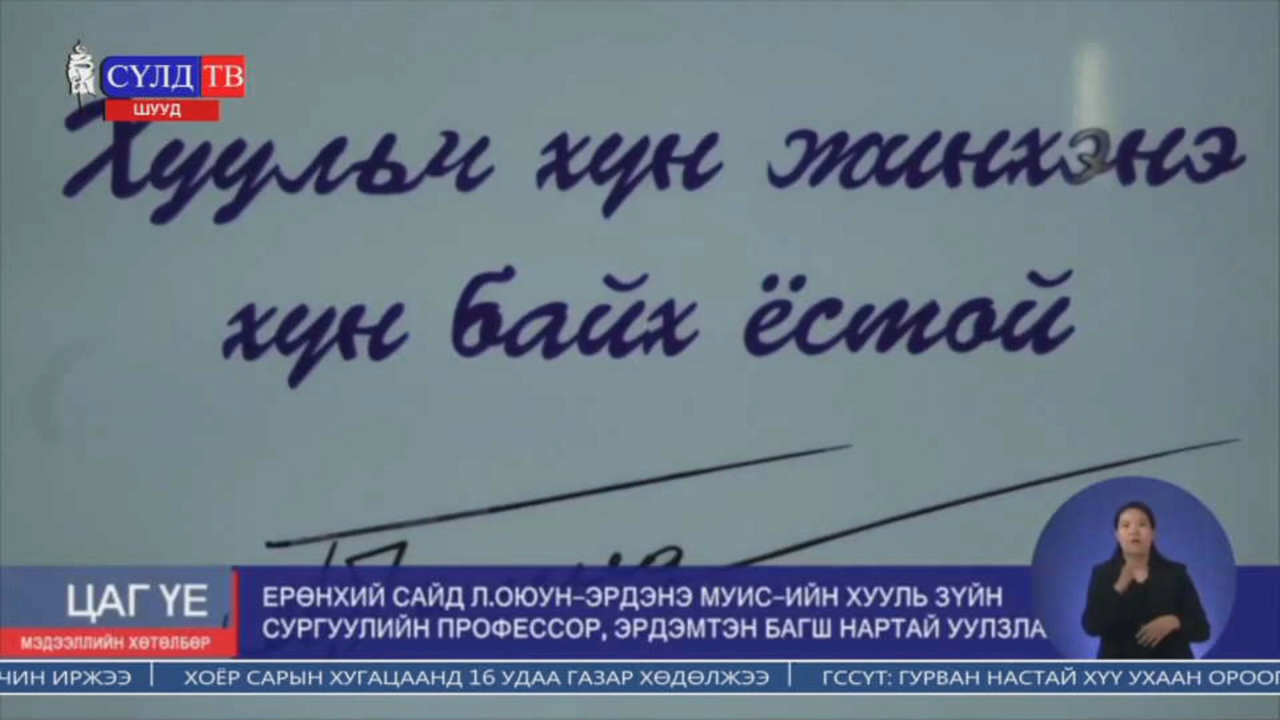 СҮЛД ТВ
ШУУД
Хуульч хүн жинхэнэ
хүн байх ёстой
ЦАГ ҮЕ
МЭДЭЭЛЛИЙН ХӨТӨЛБӨР
ЕРӨНХИЙ САЙД Л.ОЮУН-ЭРДЭНЭ МУИС-ИЙН ХУУЛЬ ЗҮЙН
СУРГУУЛИЙН ПРОФЕССОР, ЭРДЭМТЭН БАГШ НАРТАЙ УУЛЗЛА
ЧИН ИРЖЭЭ | ХОЁР САРЫН ХУГАЦААНД 16 УДАА ГАЗАР ХӨДӨЛЖЭЭ | ГССҮТ: ГУРВАН НАСТАЙ ХҮҮ УХААН ОРООГ